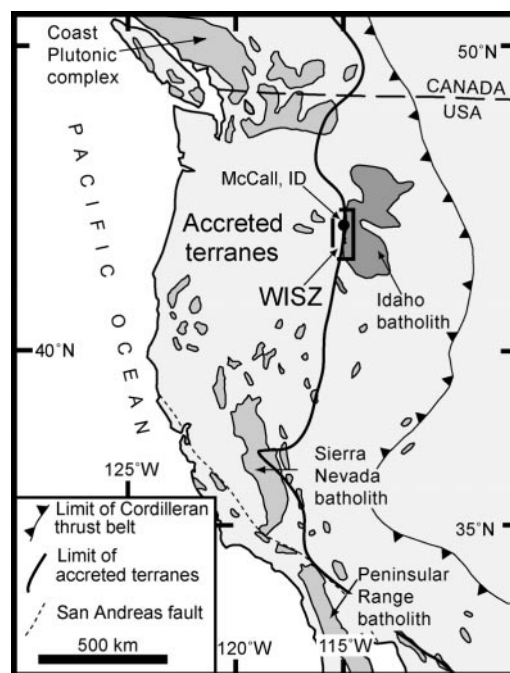 Coast
Plutonic
complex
50°N
CANADA
USA
PACIFIC OCEAN
McCall, ID
Accreted
terranes
WISZ
Idaho
batholith
40°N
Sierra
Nevada
batholith
125°W
35°N
Limit of Cordilleran
thrust belt
Limit of
accreted terranes
San Andreas fault
500 km
Peninsular
Range
batholith
120°W
115°W